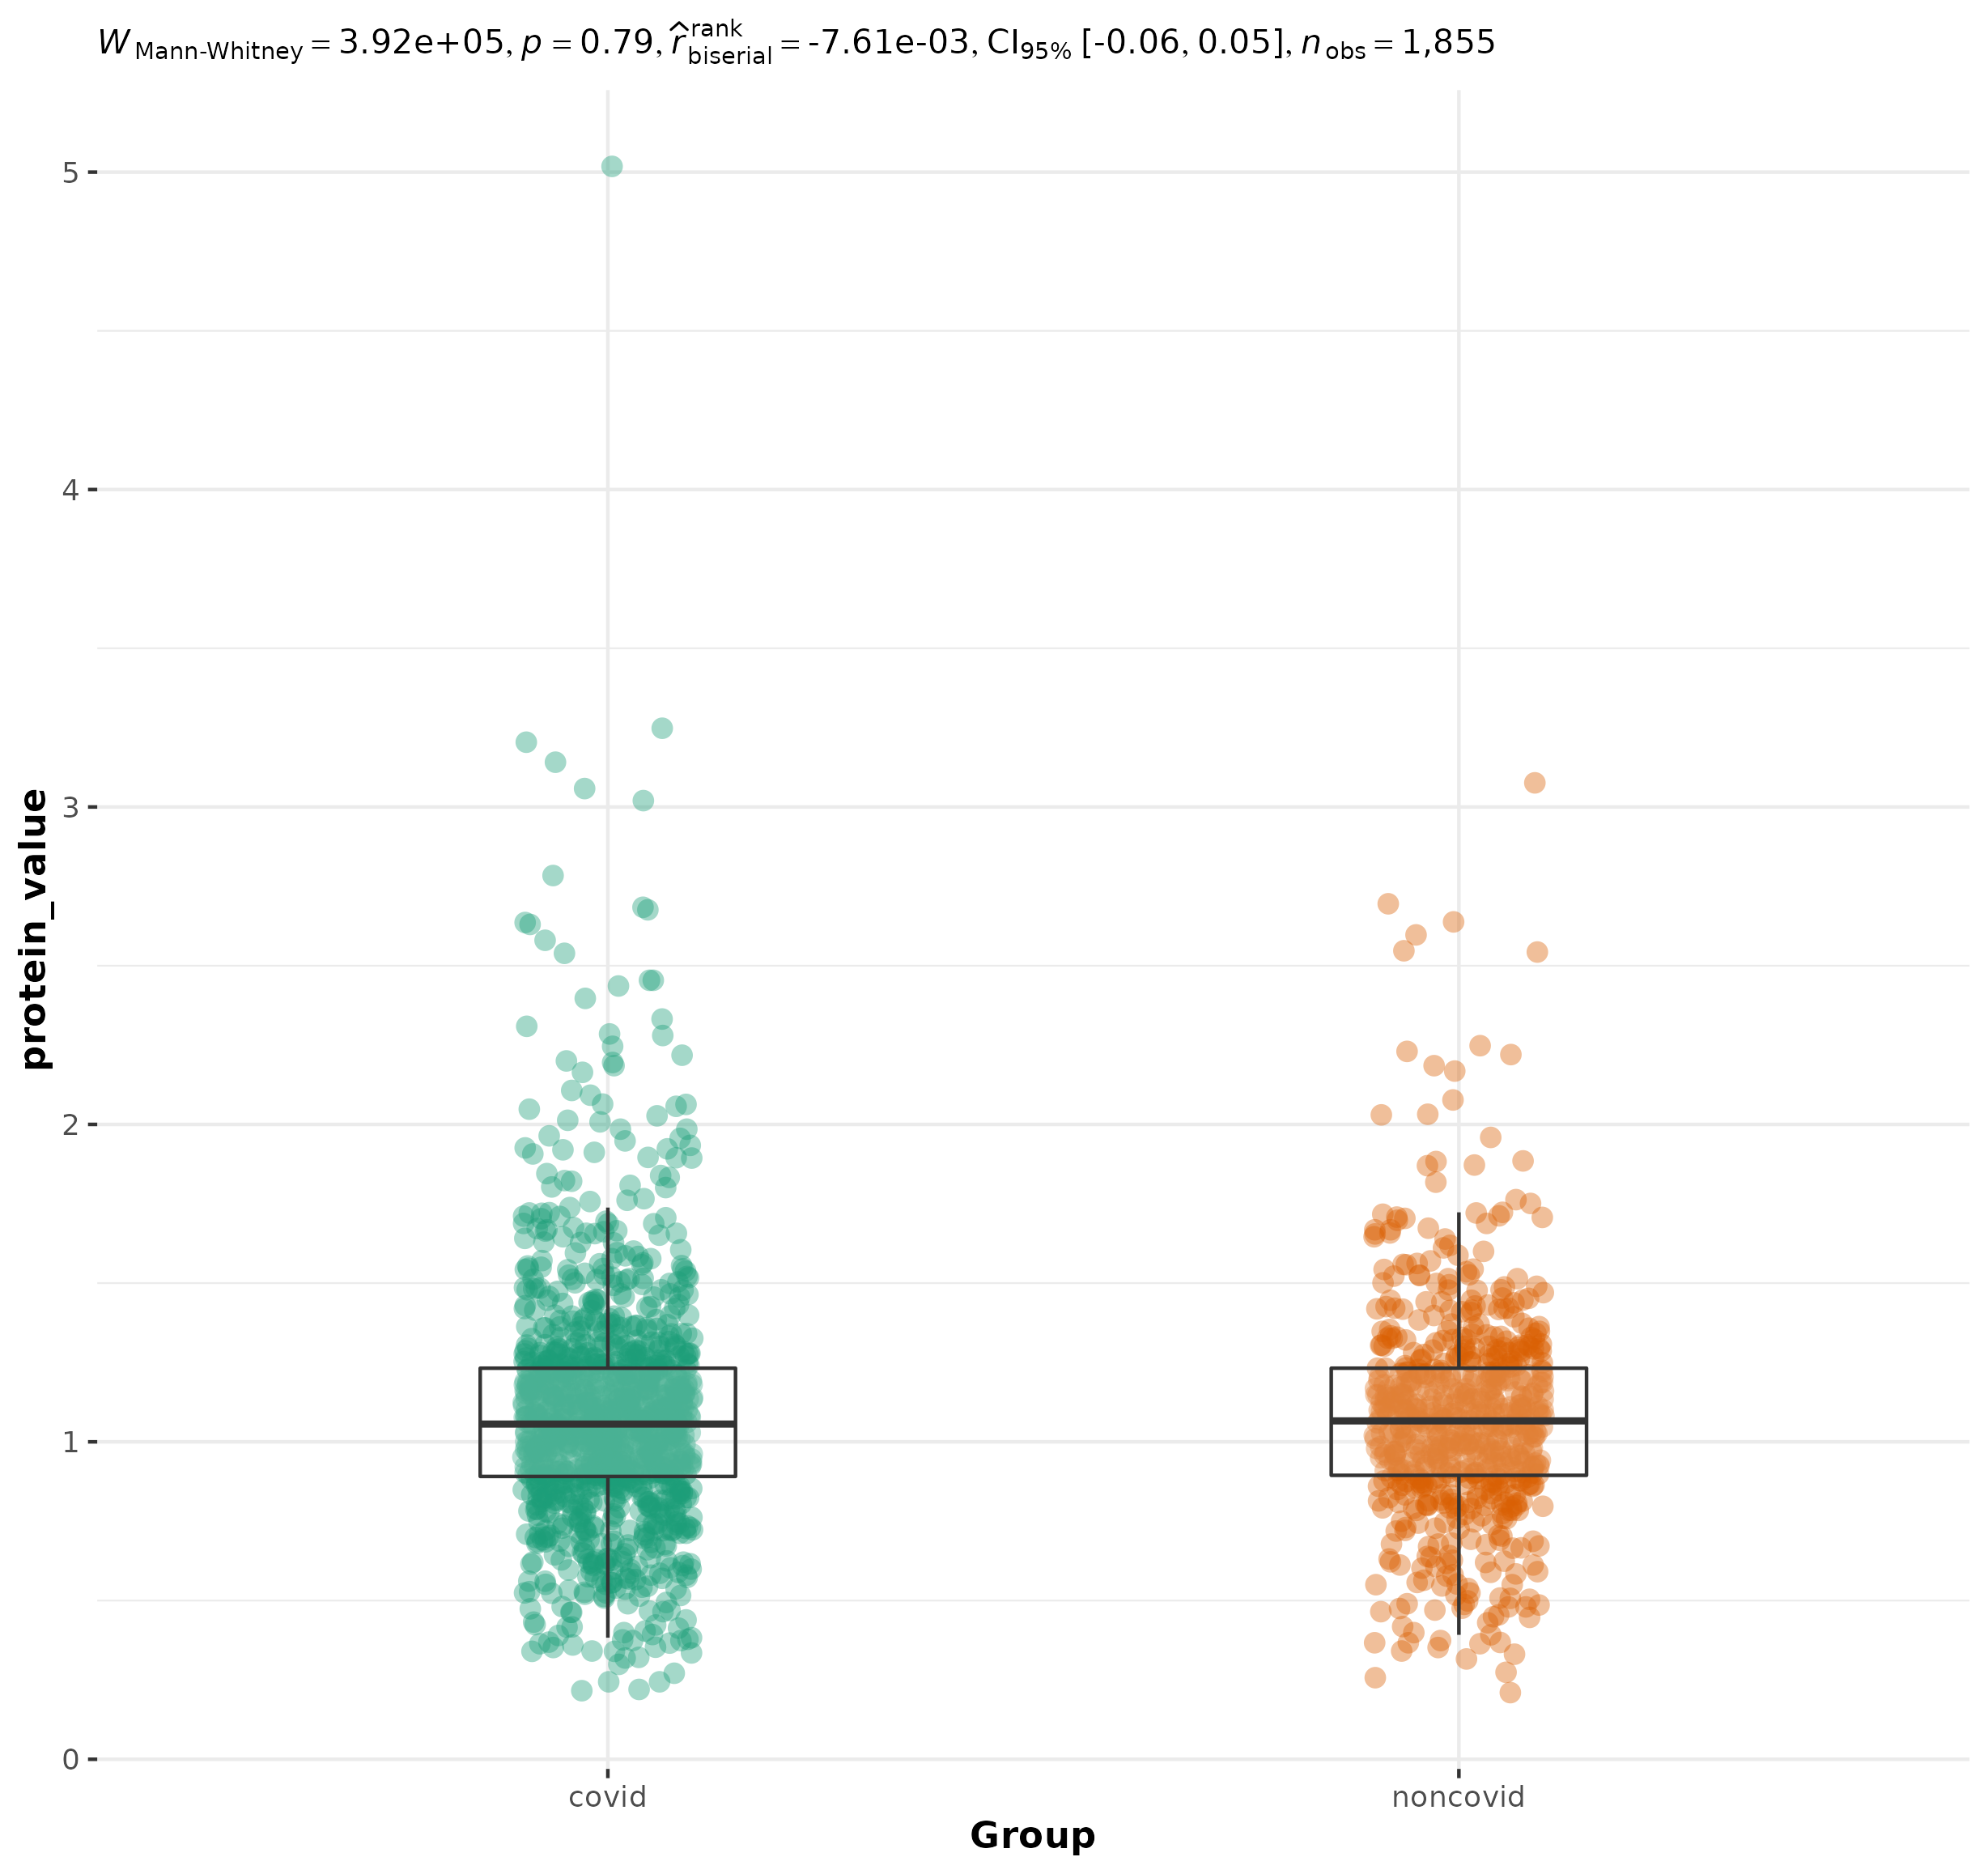 W Mann-Whitney = 3.92e+05, p = 0.79, r̂ rank biserial = -7.61e-03, CI95% [-0.06, 0.05], n obs = 1,855
5
4
3
2
1
0
protein_value
covid noncovid
Group